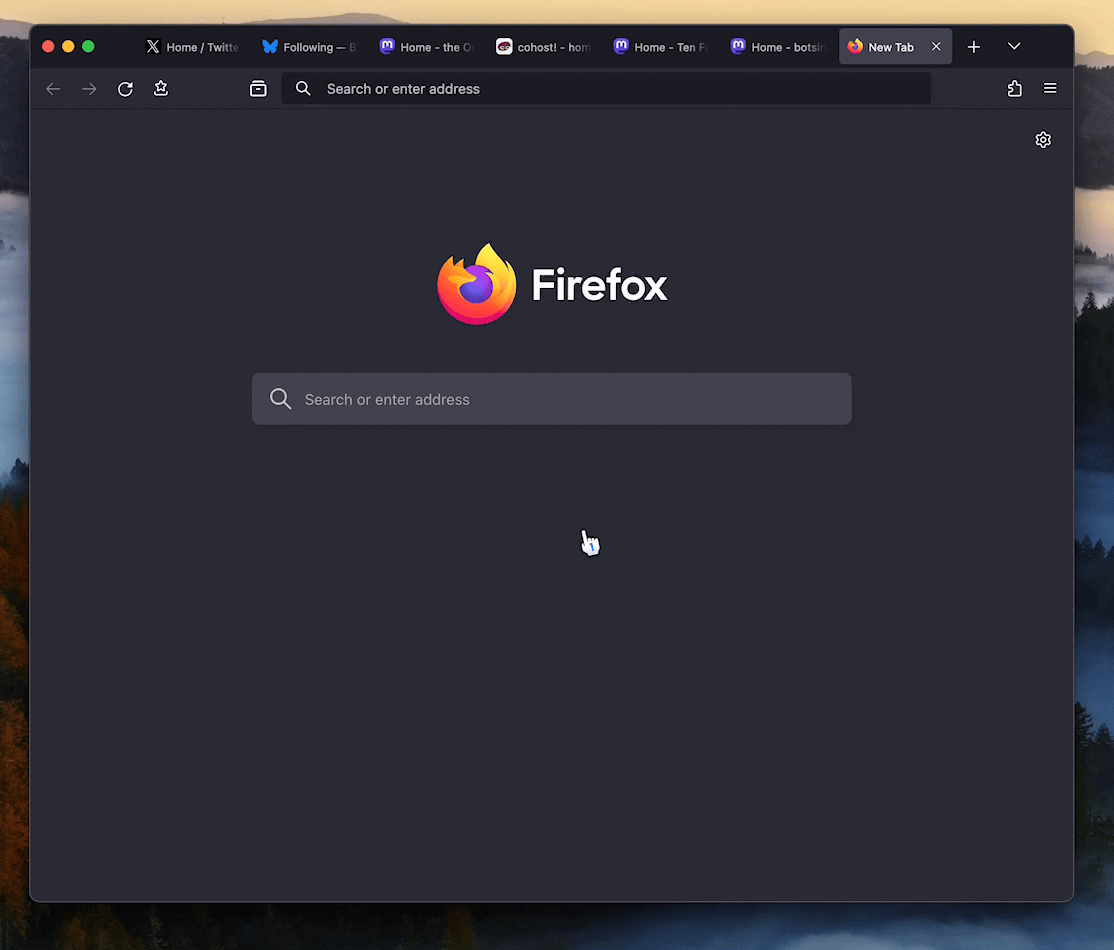 Home / Twitte
Following — B
Home - the O
cohost! - hom
Home - Ten F
Home - botsin
New Tab
Search or enter address
Firefox
Search or enter address